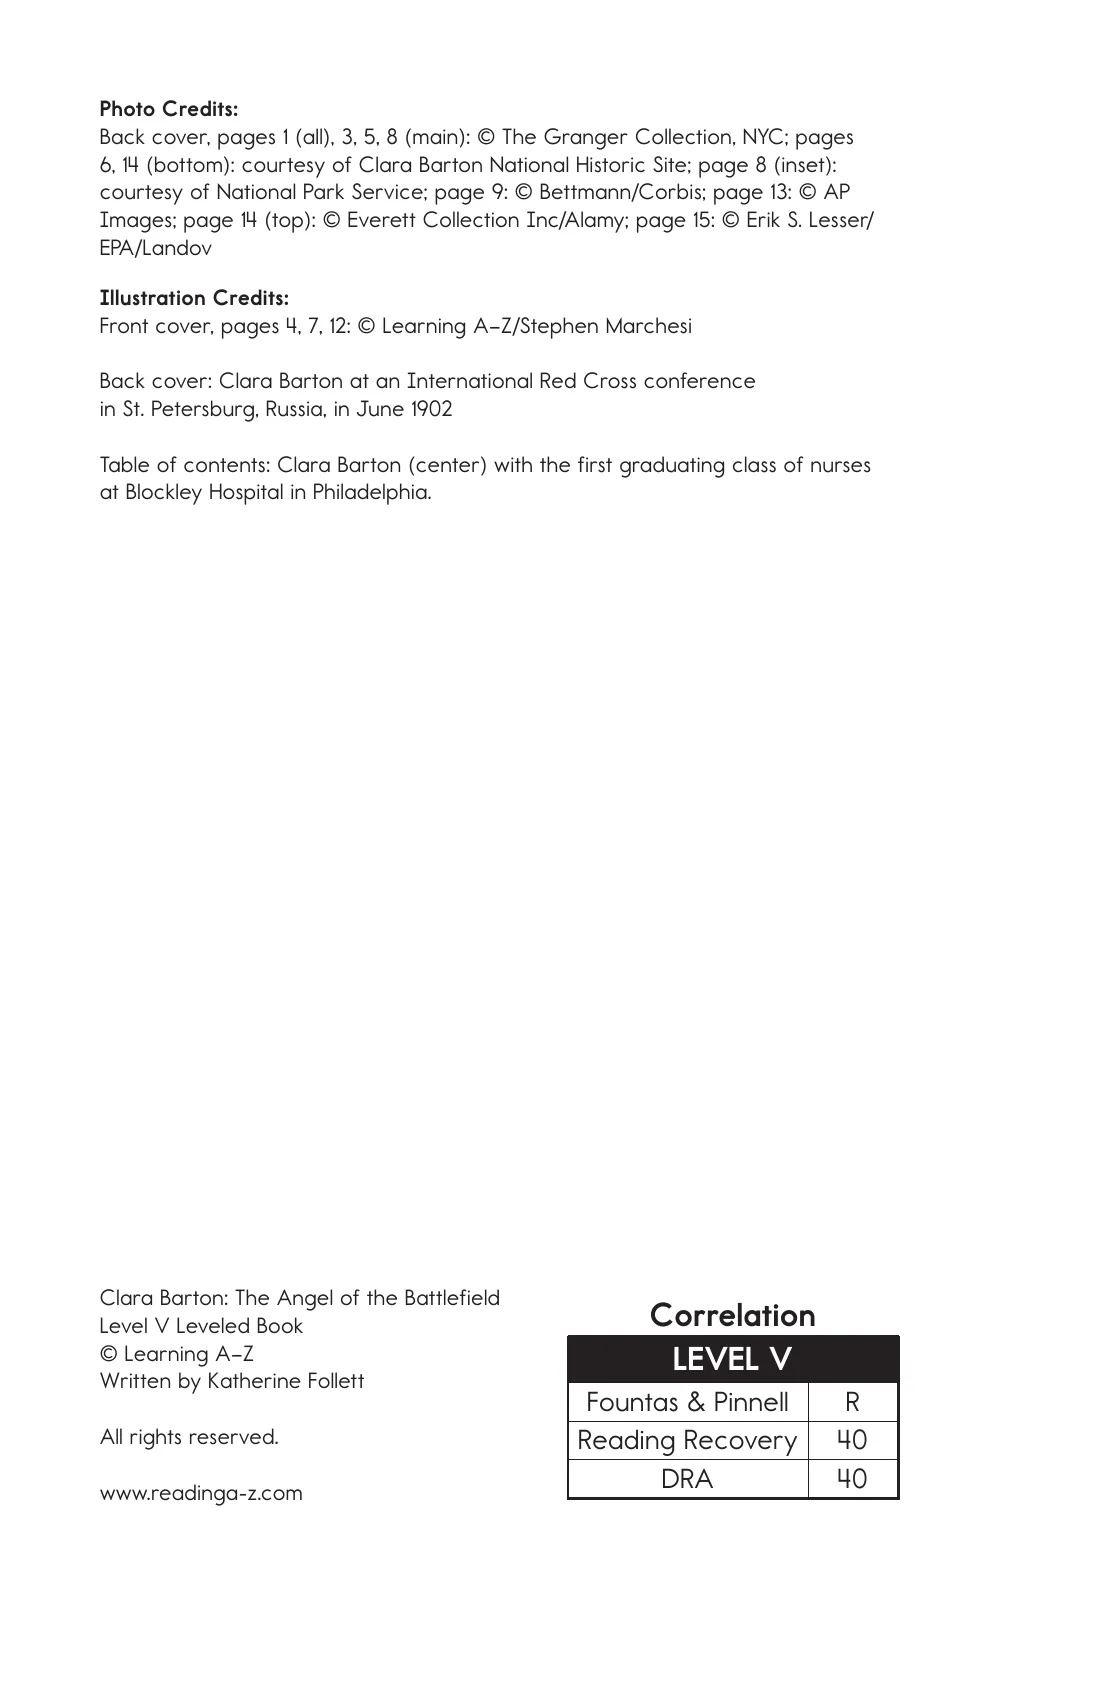 Photo Credits:
Back cover, pages 1 (all), 3, 5, 8 (main): © The Granger Collection, NYC; pages
6, 14 (bottom): courtesy of Clara Barton National Historic Site; page 8 (inset):
courtesy of National Park Service; page 9: © Bettmann/Corbis; page 13: © AP
Images; page 14 (top): © Everett Collection Inc/Alamy; page 15: © Erik S. Lesser/
EPA/Landov
Illustration Credits:
Front cover, pages 4, 7, 12: © Learning A–Z/Stephen Marchesi
Back cover: Clara Barton at an International Red Cross conference
in St. Petersburg, Russia, in June 1902
Table of contents: Clara Barton (center) with the first graduating class of nurses
at Blockley Hospital in Philadelphia.
Clara Barton: The Angel of the Battlefield
Level V Leveled Book
© Learning A–Z
Written by Katherine Follett
All rights reserved.
www.readinga-z.com
Correlation
LEVEL V
Fountas & Pinnell R
Reading Recovery 40
DRA 40